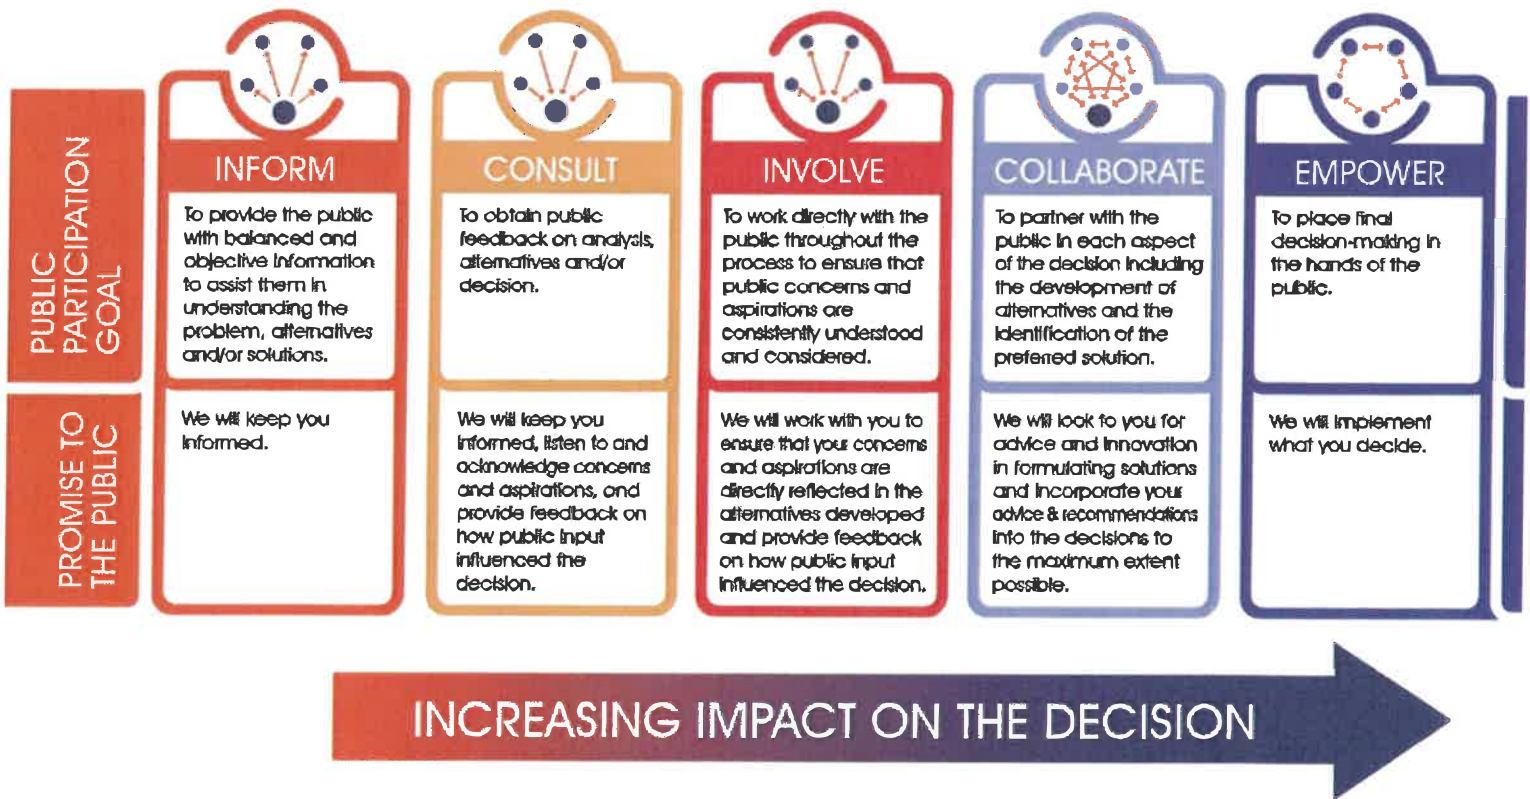 PUBLIC
PARTICIPATION
GOAL
PROMISE TO
THE PUBLIC
INFORM
To provide the public
with balanced and
objective information
to assist them in
understanding the
problem, alternatives
and/or solutions.
We will keep you
informed.
CONSULT
To obtain public
feedback on analysis,
alternatives and/or
decision.
We will keep you
informed, listen to and
acknowledge concerns
and aspirations, and
provide feedback on
how public input
influenced the
decision.
INVOLVE
To work directly with the
public throughout the
process to ensure that
public concerns and
aspirations are
consistently understood
and considered.
We will work with you to
ensure that your concerns
and aspirations are
directly reflected in the
alternatives developed
and provide feedback
on how public input
influenced the decision.
COLLABORATE
To partner with the
public in each aspect
of the decision including
the development of
alternatives and the
identification of the
preferred solution.
We will look to you for
advice and innovation
in formulating solutions
and incorporate your
advice & recommendations
into the decisions to
the maximum extent
possible.
EMPOWER
To place final
decision-making in
the hands of the
public.
We will implement
what you decide.
INCREASING IMPACT ON THE DECISION